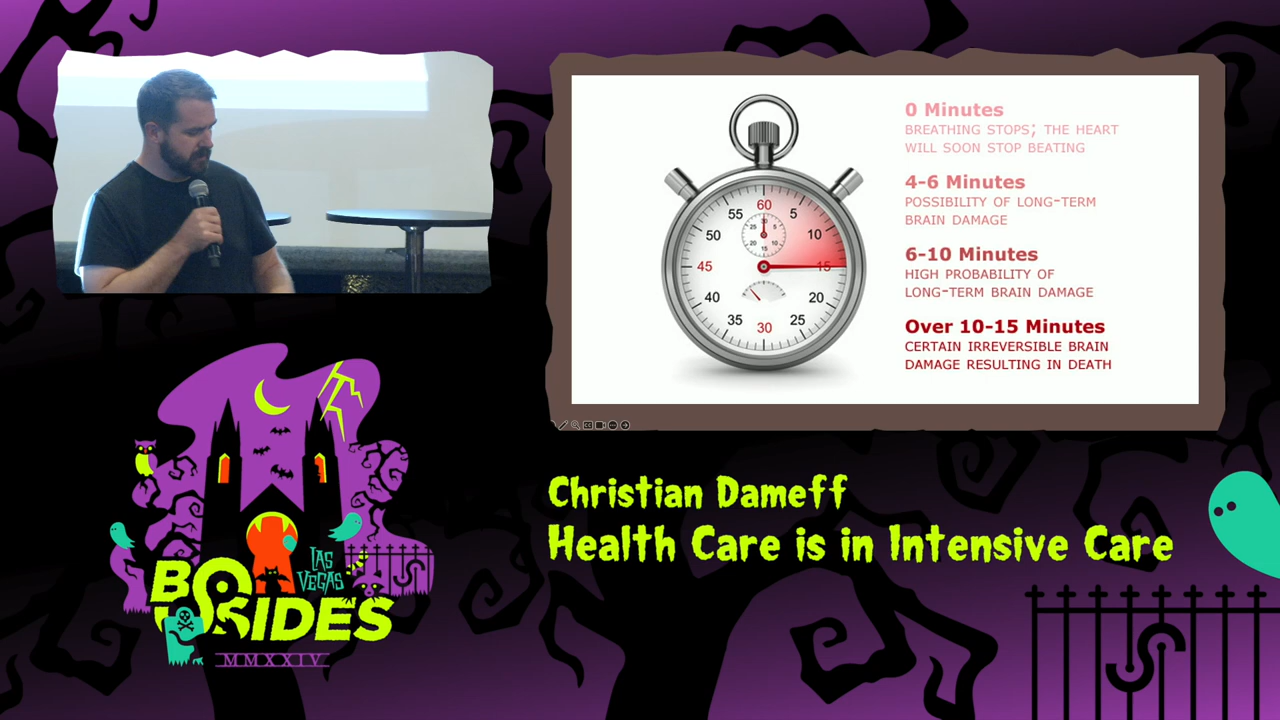 0 Minutes
BREATHING STOPS; THE HEART
WILL SOON STOP BEATING
4-6 Minutes
POSSIBILITY OF LONG-TERM
BRAIN DAMAGE
6-10 Minutes
HIGH PROBABILITY OF
LONG-TERM BRAIN DAMAGE
Over 10-15 Minutes
CERTAIN IRREVERSIBLE BRAIN
DAMAGE RESULTING IN DEATH
60
55
5
50
10
45
15
40
20
35
25
30
Christian Dameff
Health Care is in Intensive Care
LAS
VEGAS
BSIDES
MMXXIV